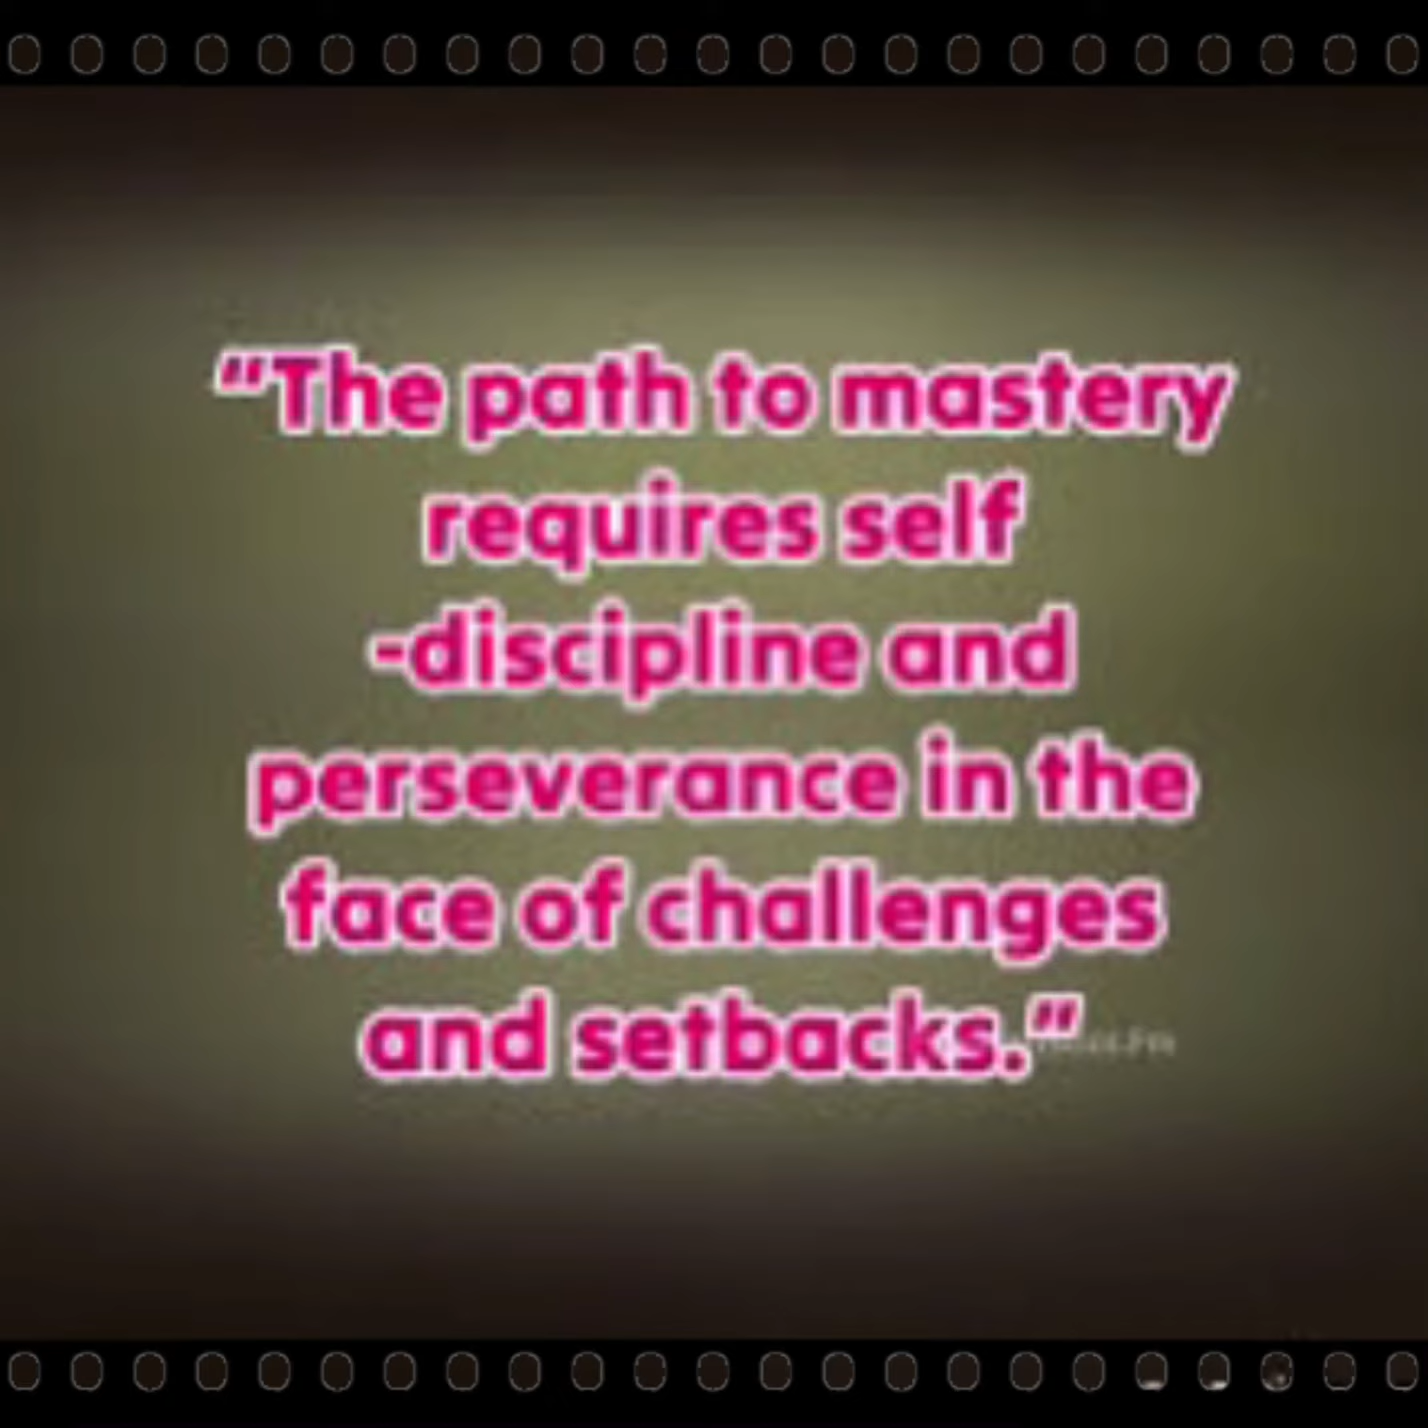 “The path to mastery
requires self
-discipline and
perseverance in the
face of challenges
and setbacks.”